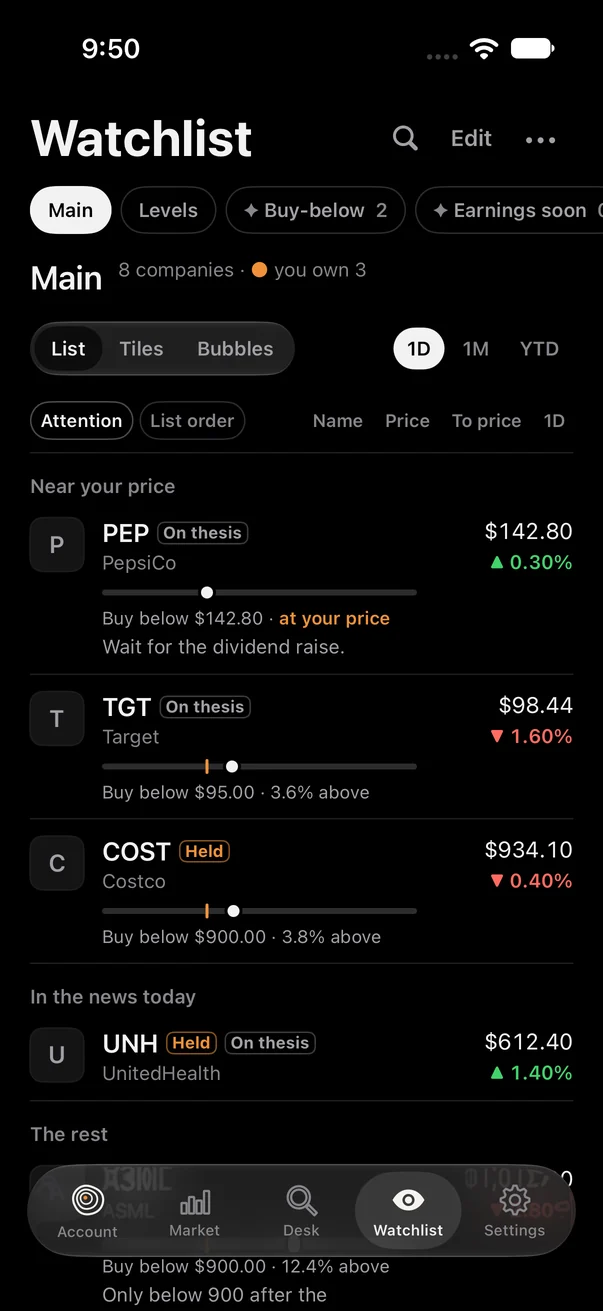 9:50
Watchlist
Edit
Main
Levels
Buy-below 2
Earnings soon
Main
8 companies · you own 3
List
Tiles
Bubbles
1D
1M
YTD
Attention
List order
Name
Price
To price
1D
Near your price
P
PEP On thesis
$142.80
PepsiCo
▲ 0.30%
Buy below $142.80 · at your price
Wait for the dividend raise.
T
TGT On thesis
$98.44
Target
▼ 1.60%
Buy below $95.00 · 3.6% above
C
COST Held
$934.10
Costco
▼ 0.40%
Buy below $900.00 · 3.8% above
In the news today
U
UNH Held On thesis
$612.40
UnitedHealth
▲ 1.40%
The rest
ASML
Account
Market
Desk
Watchlist
Settings
Buy below $900.00 · 12.4% above
Only below 900 after the